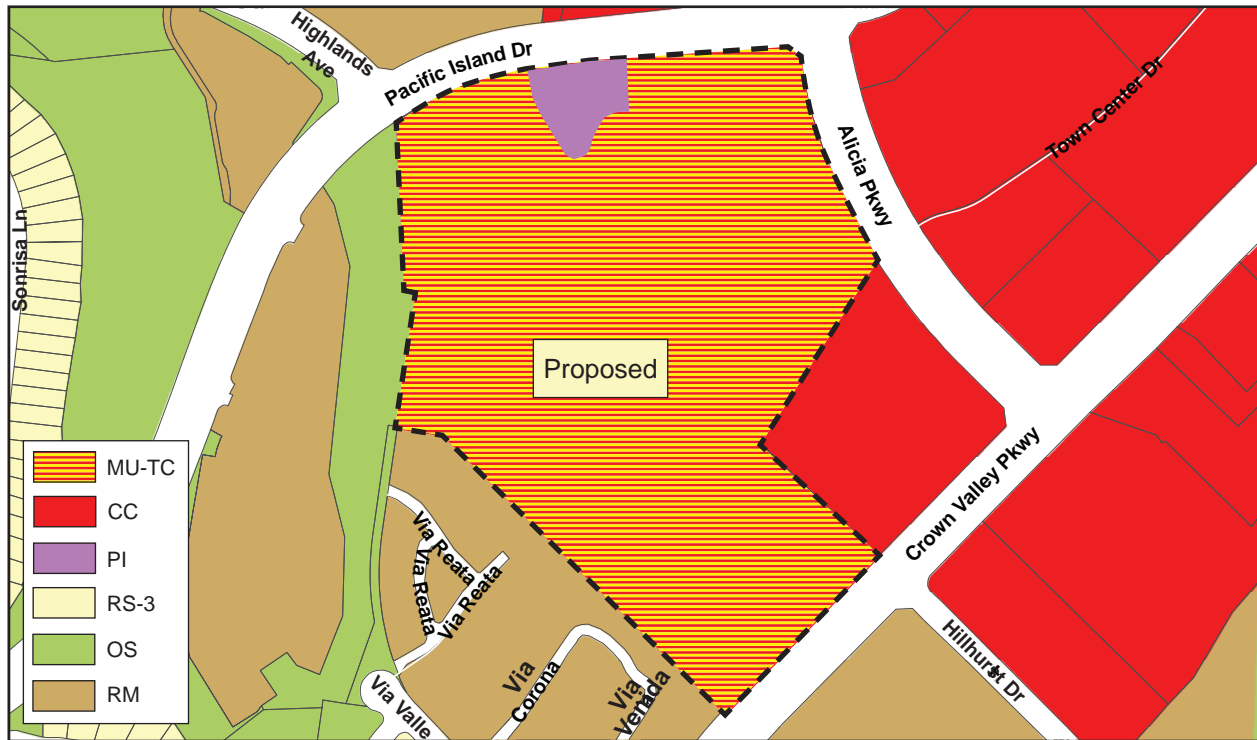 Highlands
Ave
Pacific Island Dr
Town Center Dr
Alicia Pkwy
Sonrisa Ln
Proposed
Crown Valley Pkwy
MU-TC
CC
PI
RS-3
OS
RM
Via Reata
Via Reata
Via Reata
Via
Corona
Via
Venida
Via Valle
Hillhurst Dr